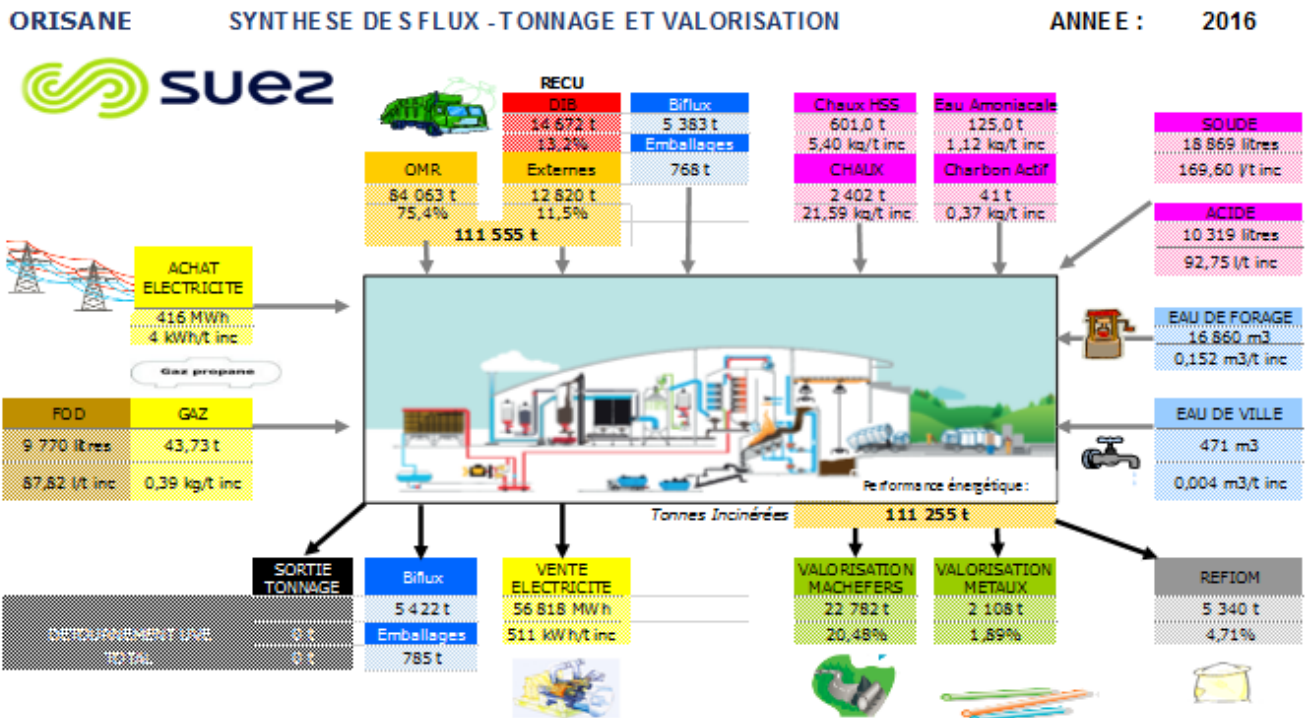 ORISANE SYNTHESE DES FLUX - TONNAGE ET VALORISATION ANNEE : 2016
suez
RECU
DIB
14 672 t
13,2%
Biflux
5 383 t
Emballages
768 t
OMR
84 063 t
75,4%
Externes
12 820 t
11,5%
111 555 t
Chaux HSS
601,0 t
5,40 kg/t inc
CHAUX
2 402 t
21,59 kg/t inc
Eau Amoniacale
125,0 t
1,12 kg/t inc
Charbon Actif
41 t
0,37 kg/t inc
SOUDE
18 869 litres
169,60 l/t inc
ACIDE
10 319 litres
92,75 l/t inc
ACHAT
ELECTRICITE
416 MWh
4 kWh/t inc
Gaz propane
FOD
9 770 litres
87,82 l/t inc
GAZ
43,73 t
0,39 kg/t inc
EAU DE FORAGE
16 860 m3
0,152 m3/t inc
EAU DE VILLE
471 m3
0,004 m3/t inc
Performance énergétique :
Tonnes Incinérées
111 255 t
SORTIE
TONNAGE
DETOURNEMENT UVE 0 t
TOTAL 0 t
Biflux
5 422 t
Emballages
785 t
VENTE
ELECTRICITE
56 818 MWh
511 kWh/t inc
VALORISATION
MACHEFERS
22 782 t
20,48%
VALORISATION
METAUX
2 108 t
1,89%
REFIOM
5 340 t
4,71%